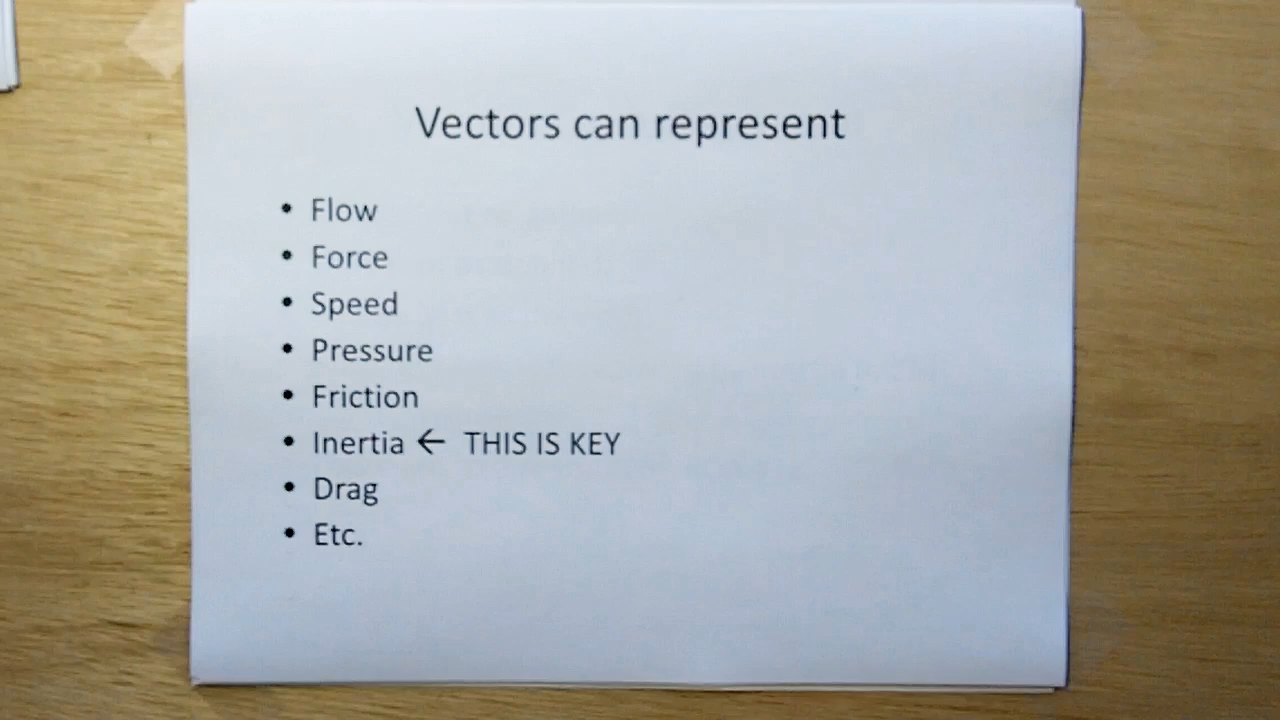 Vectors can represent
• Flow
• Force
• Speed
• Pressure
• Friction
• Inertia ← THIS IS KEY
• Drag
• Etc.